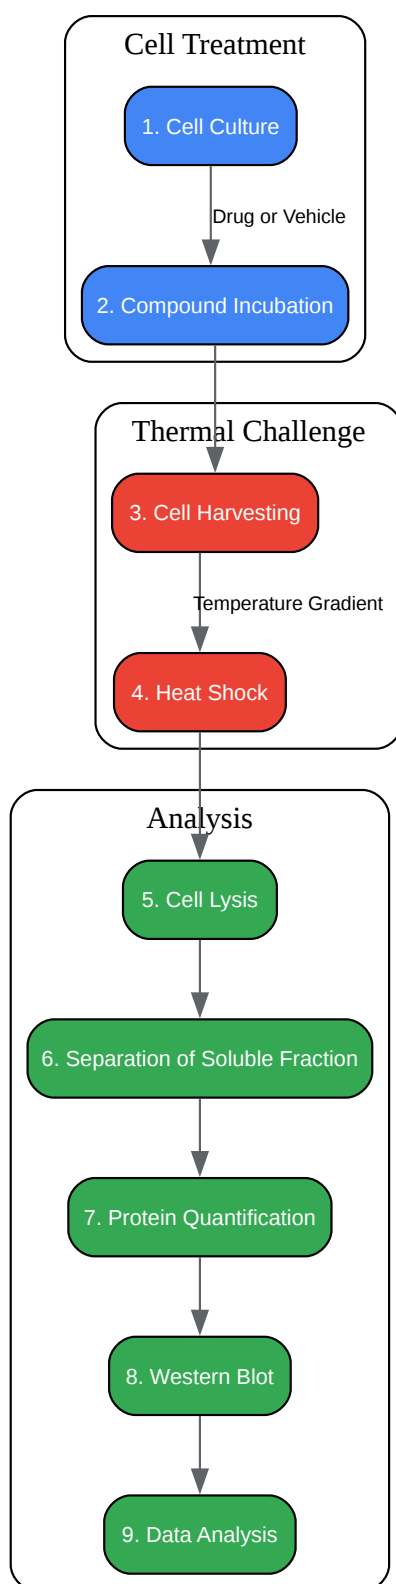 Cell Treatment
1. Cell Culture
Drug or Vehicle
2. Compound Incubation
Thermal Challenge
3. Cell Harvesting
Temperature Gradient
4. Heat Shock
Analysis
5. Cell Lysis
6. Separation of Soluble Fraction
7. Protein Quantification
8. Western Blot
9. Data Analysis